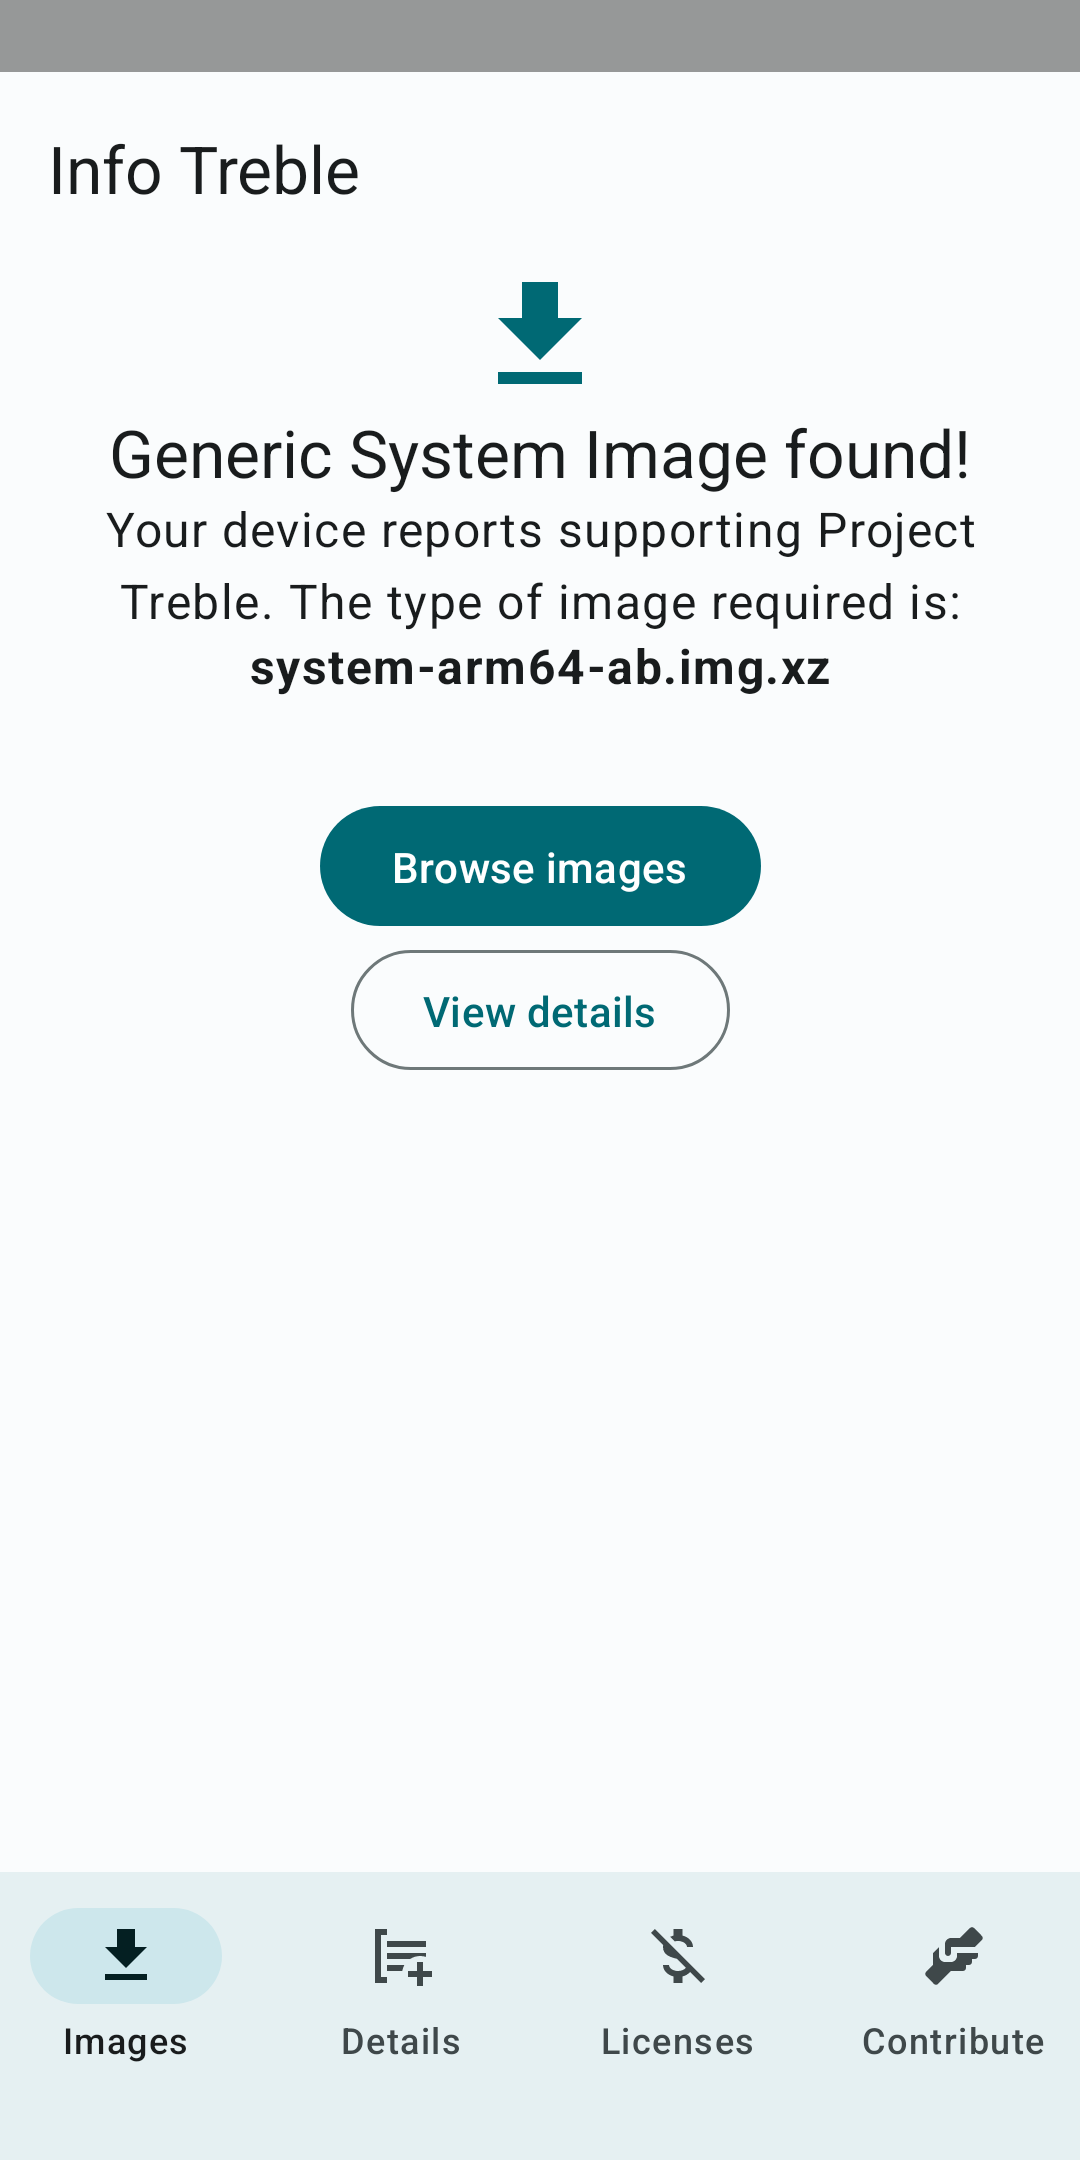 Info Treble
Generic System Image found!
Your device reports supporting Project
Treble. The type of image required is:
system-arm64-ab.img.xz
Browse images
View details
Images
Details
Licenses
Contribute